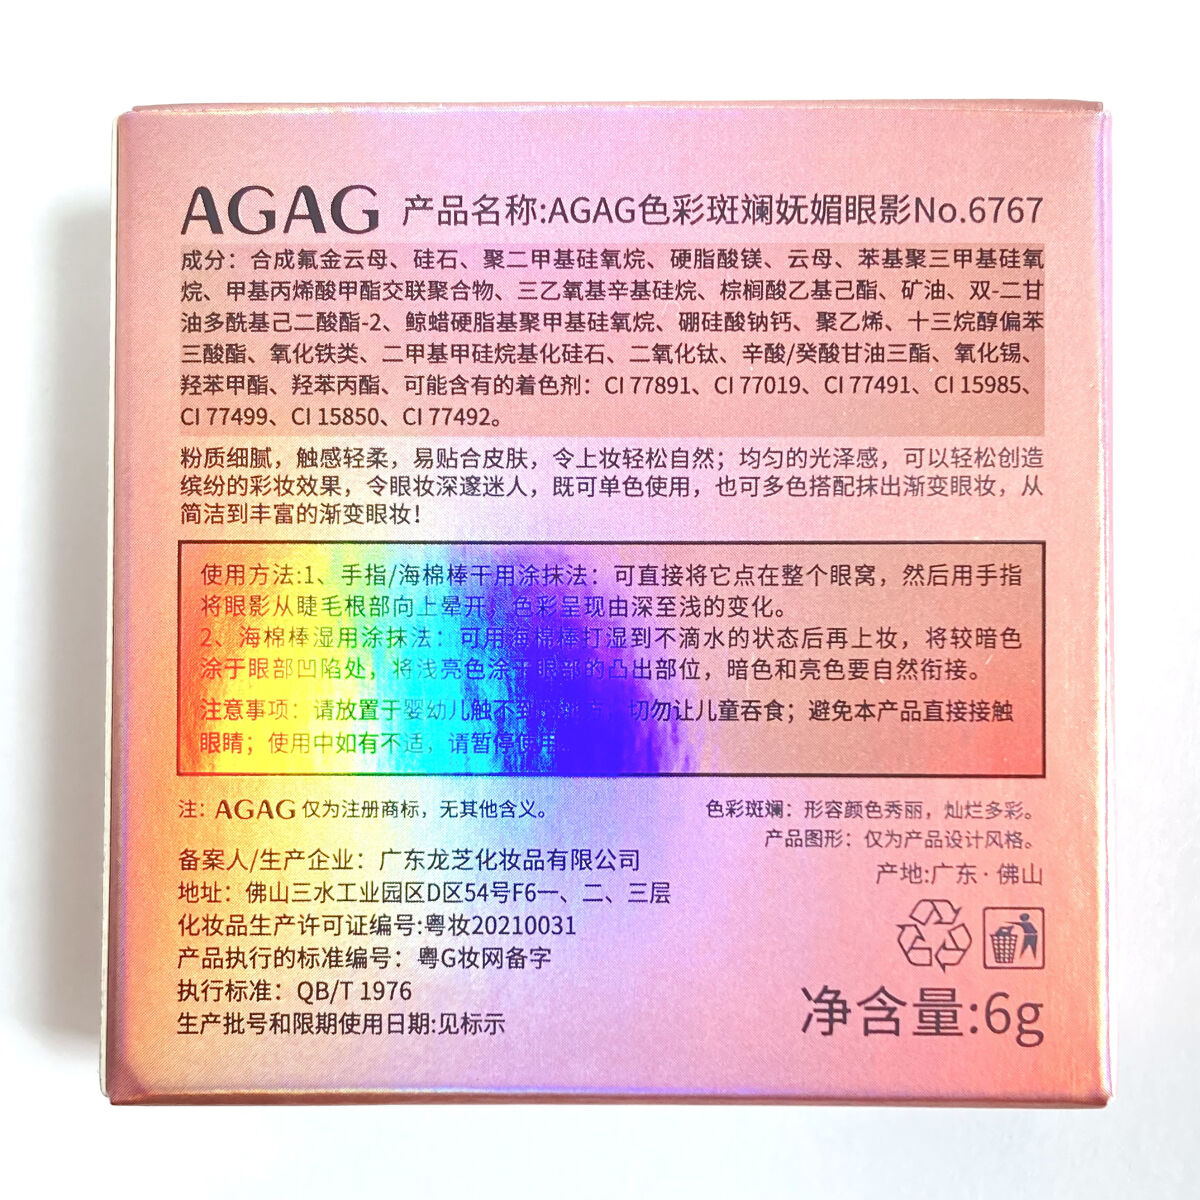 AGAG 产品名称:AGAG色彩斑斓妩媚眼影No.6767
成分：合成氟金云母、硅石、聚二甲基硅氧烷、硬脂酸镁、云母、苯基聚三甲基硅氧
烷、甲基丙烯酸甲酯交联聚合物、三乙氧基辛基硅烷、棕榈酸乙基己酯、矿油、双-二甘
油多酰基己二酸酯-2、鲸蜡硬脂基聚甲基硅氧烷、硼硅酸钠钙、聚乙烯、十三烷醇偏苯
三酸酯、氧化铁类、二甲基甲硅烷基化硅石、二氧化钛、辛酸/癸酸甘油三酯、氧化锡、
羟苯甲酯、羟苯丙酯、可能含有的着色剂：CI 77891、CI 77019、CI 77491、CI 15985、
CI 77499、CI 15850、CI 77492。
粉质细腻，触感轻柔，易贴合皮肤，令上妆轻松自然；均匀的光泽感，可以轻松创造
缤纷的彩妆效果，令眼妆深邃迷人，既可单色使用，也可多色搭配抹出渐变眼妆，从
简洁到丰富的渐变眼妆！
使用方法:1、手指/海棉棒干用涂抹法：可直接将它点在整个眼窝，然后用手指
将眼影从睫毛根部向上晕开，色彩呈现由深至浅的变化。
2、海棉棒湿用涂抹法：可用海棉棒打湿到不滴水的状态后再上妆，将较暗色
涂于眼部凹陷处，将浅亮色涂于眼部的凸出部位，暗色和亮色要自然衔接。
注意事项：请放置于婴幼儿触不到的地方，切勿让儿童吞食；避免本产品直接接触
眼睛；使用中如有不适，请暂停使用
注：AGAG仅为注册商标，无其他含义。
色彩斑斓：形容颜色秀丽，灿烂多彩。
产品图形：仅为产品设计风格。
备案人/生产企业：广东龙芝化妆品有限公司
产地:广东·佛山
地址：佛山三水工业园区D区54号F6一、二、三层
化妆品生产许可证编号:粤妆20210031
产品执行的标准编号：粤G妆网备字
执行标准：QB/T 1976
生产批号和限期使用日期:见标示
净含量:6g